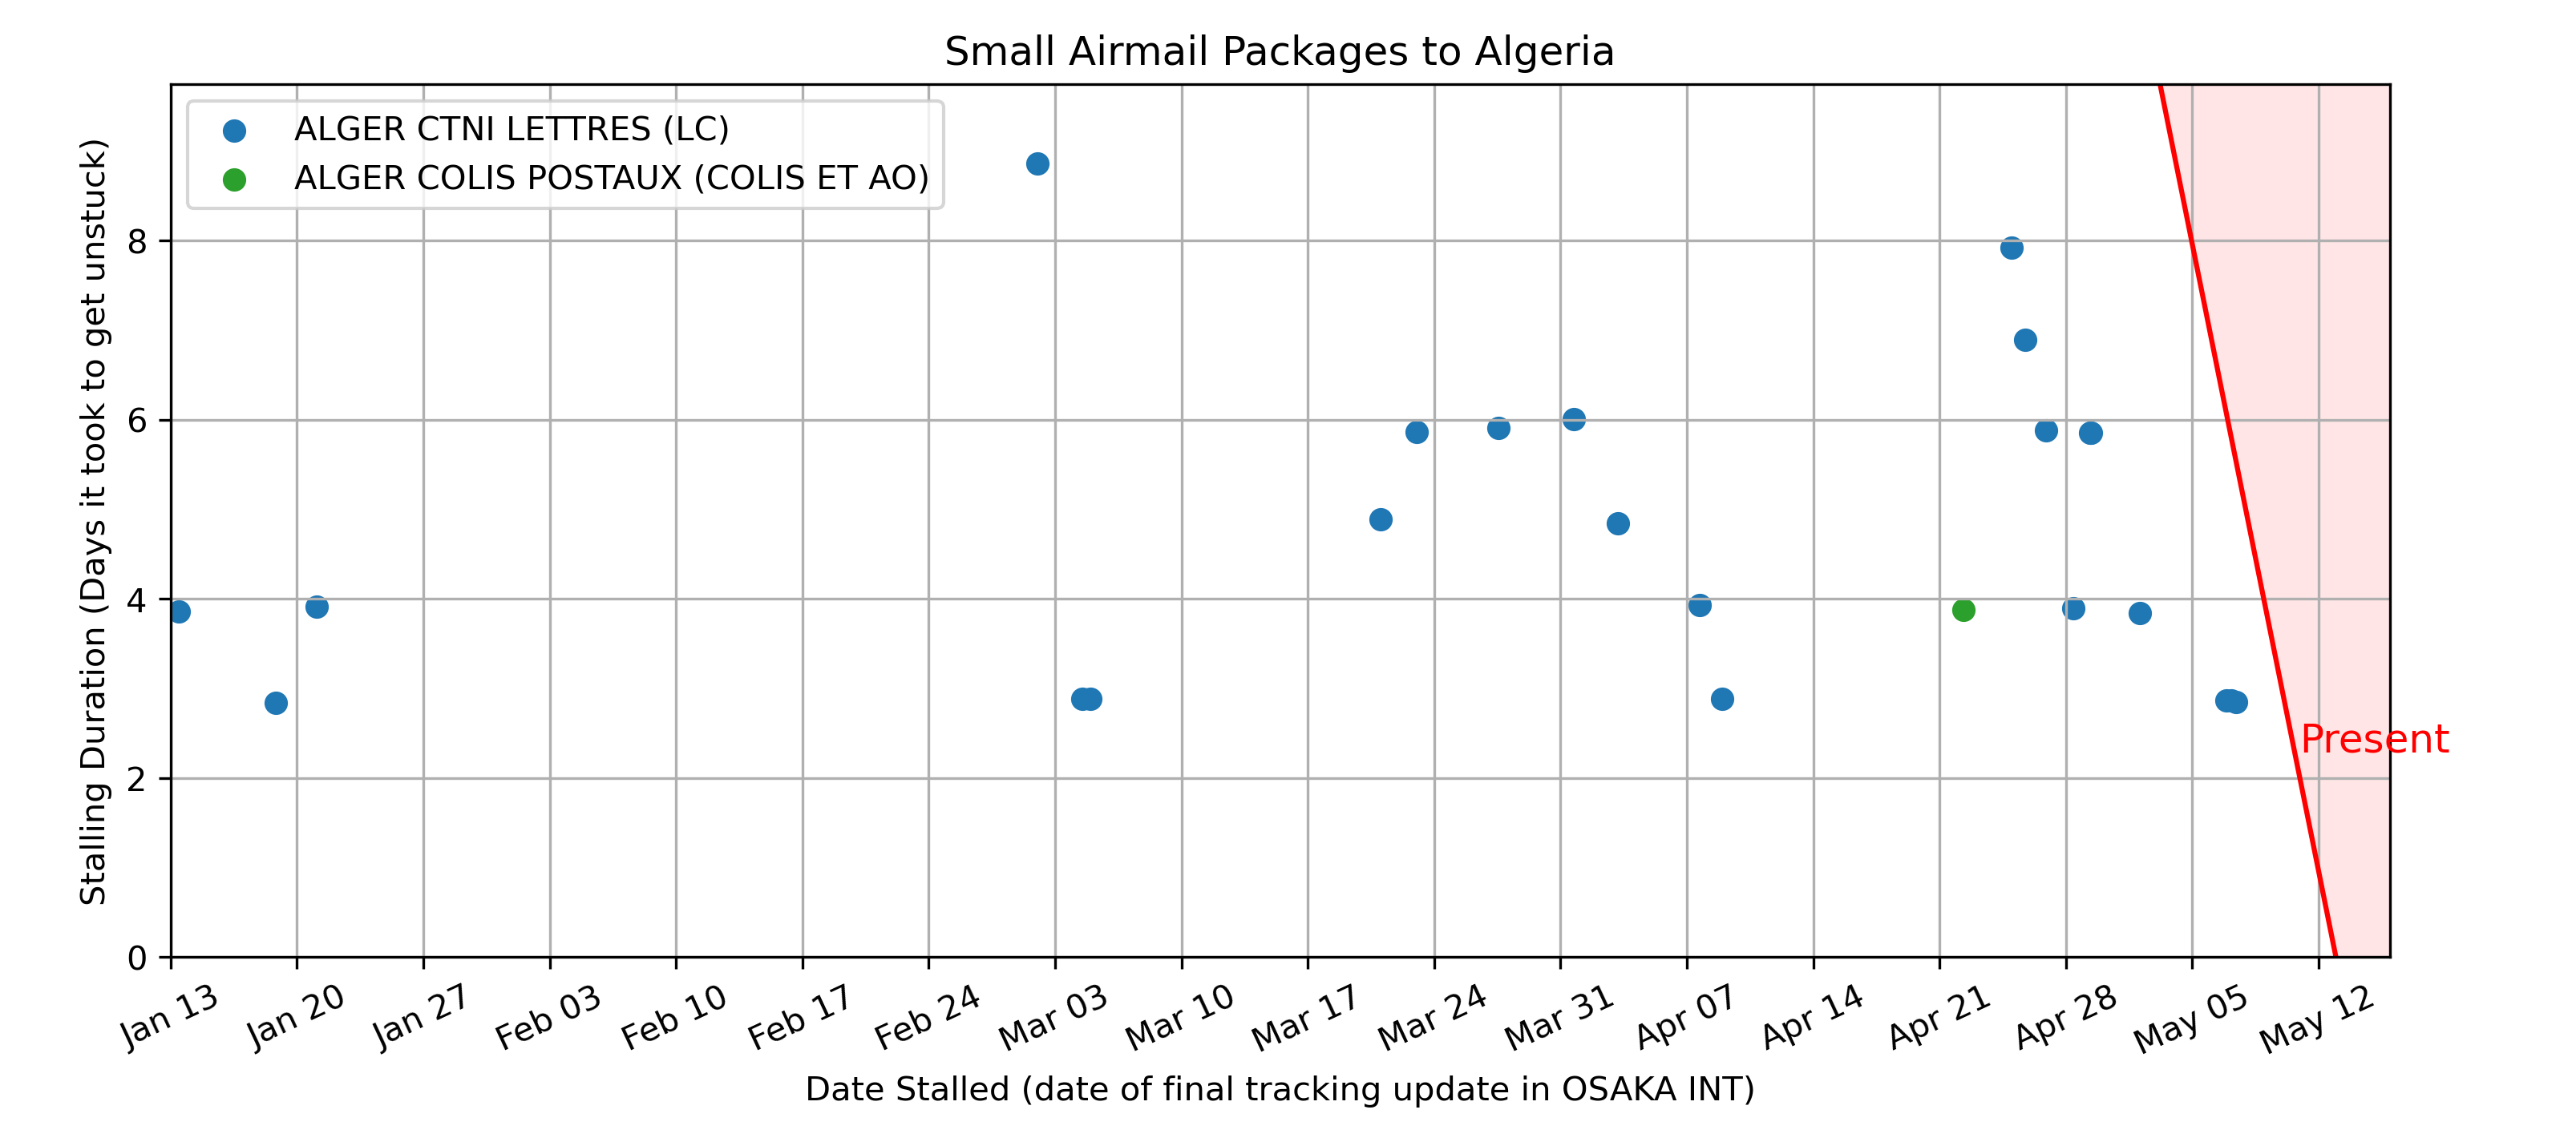 Small Airmail Packages to Algeria
ALGER CTNI LETTRES (LC)
ALGER COLIS POSTAUX (COLIS ET AO)
Stalling Duration (Days it took to get unstuck)
8
6
4
2
0
Present
Jan 13
Jan 20
Jan 27
Feb 03
Feb 10
Feb 17
Feb 24
Mar 03
Mar 10
Mar 17
Mar 24
Mar 31
Apr 07
Apr 14
Apr 21
Apr 28
May 05
May 12
Date Stalled (date of final tracking update in OSAKA INT)